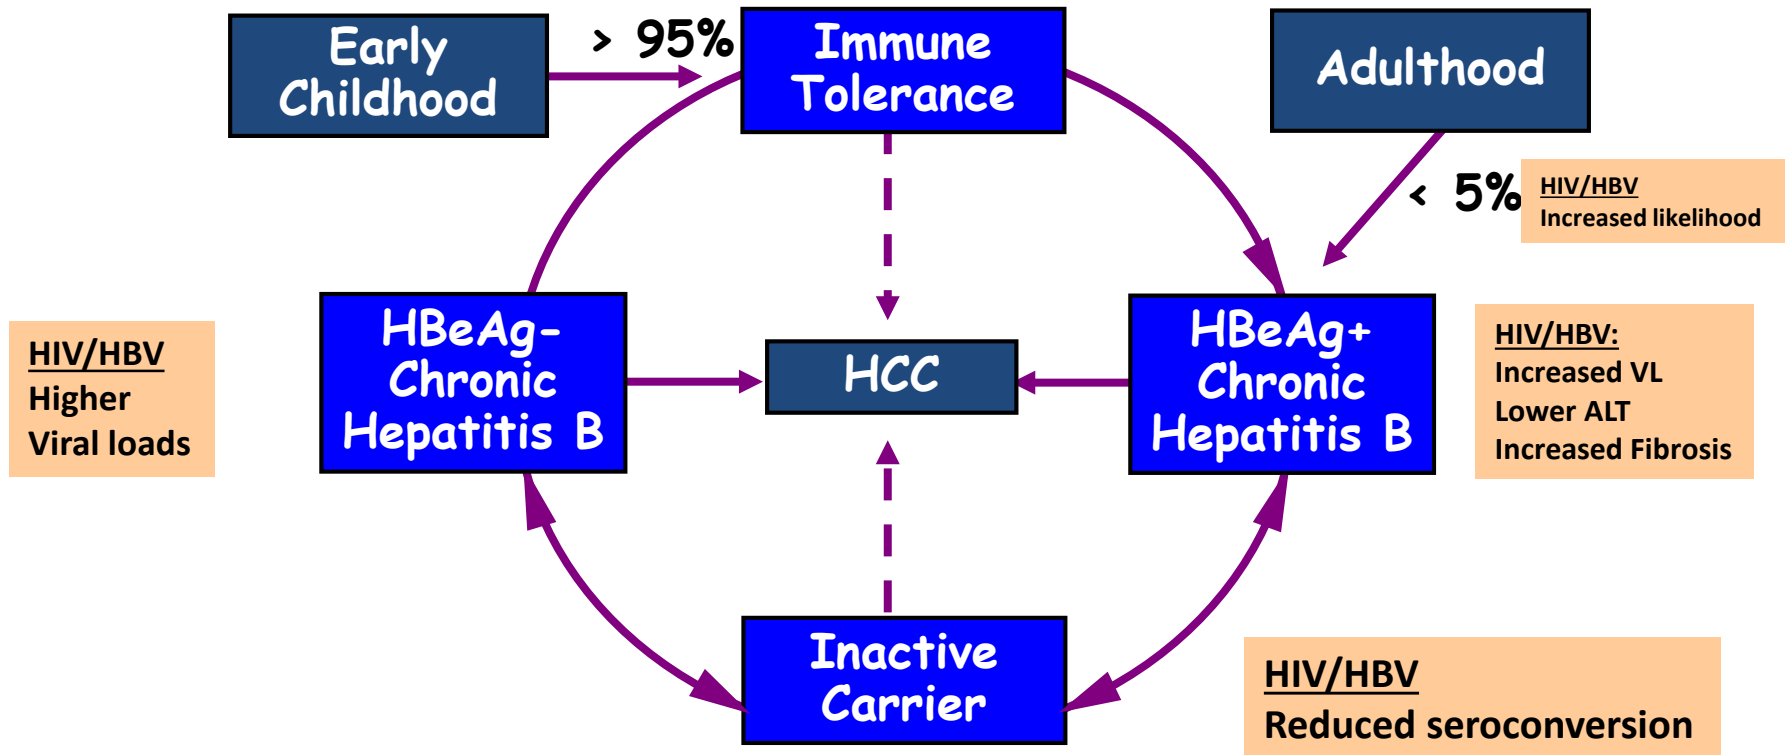 Early
Childhood
> 95%
Immune
Tolerance
Adulthood
< 5%
HIV/HBV
Increased likelihood
HIV/HBV
Higher
Viral loads
HBeAg-
Chronic
Hepatitis B
HCC
HBeAg+
Chronic
Hepatitis B
HIV/HBV:
Increased VL
Lower ALT
Increased Fibrosis
Inactive
Carrier
HIV/HBV
Reduced seroconversion